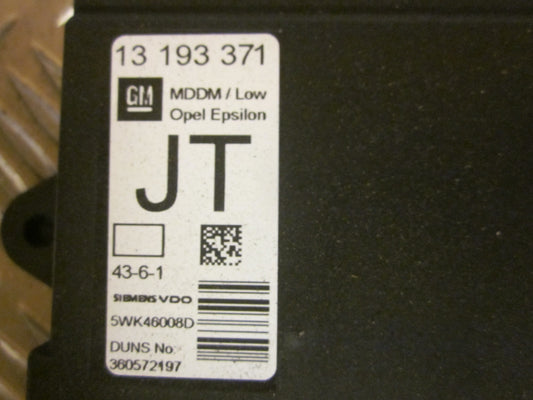 13 193 371
GM MDDM / Low
Opel Epsilon
JT
43-6-1
SIEMENS VDO
5WK46008D
DUNS No.
360572197